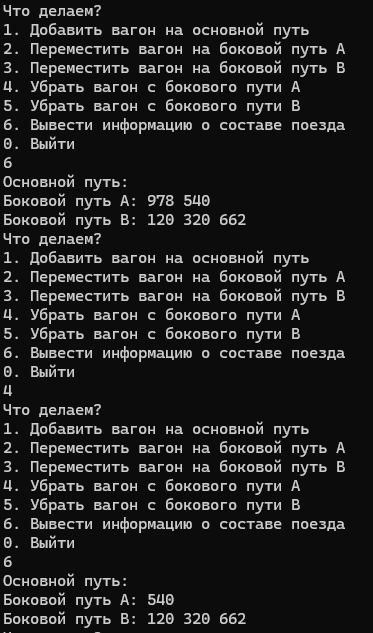 Что делаем?
1. Добавить вагон на основной путь
2. Переместить вагон на боковой путь A
3. Переместить вагон на боковой путь B
4. Убрать вагон с бокового пути A
5. Убрать вагон с бокового пути B
6. Вывести информацию о составе поезда
0. Выйти
6
Основной путь:
Боковой путь A: 978 540
Боковой путь B: 120 320 662
Что делаем?
1. Добавить вагон на основной путь
2. Переместить вагон на боковой путь A
3. Переместить вагон на боковой путь B
4. Убрать вагон с бокового пути A
5. Убрать вагон с бокового пути B
6. Вывести информацию о составе поезда
0. Выйти
4
Что делаем?
1. Добавить вагон на основной путь
2. Переместить вагон на боковой путь A
3. Переместить вагон на боковой путь B
4. Убрать вагон с бокового пути A
5. Убрать вагон с бокового пути B
6. Вывести информацию о составе поезда
0. Выйти
6
Основной путь:
Боковой путь A: 540
Боковой путь B: 120 320 662